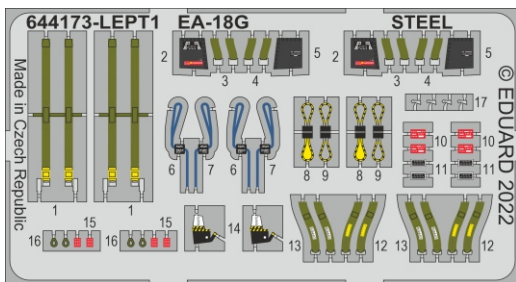 644173-LEPT1 EA-18G STEEL
Made in Czech Republic
© EDUARD 2022
2 3 4 5 2 3 4 5
17
1 1
6 7 6 7
8 9 8 9
10 10
11 11
16 15 16 15
14
13 12 13 12